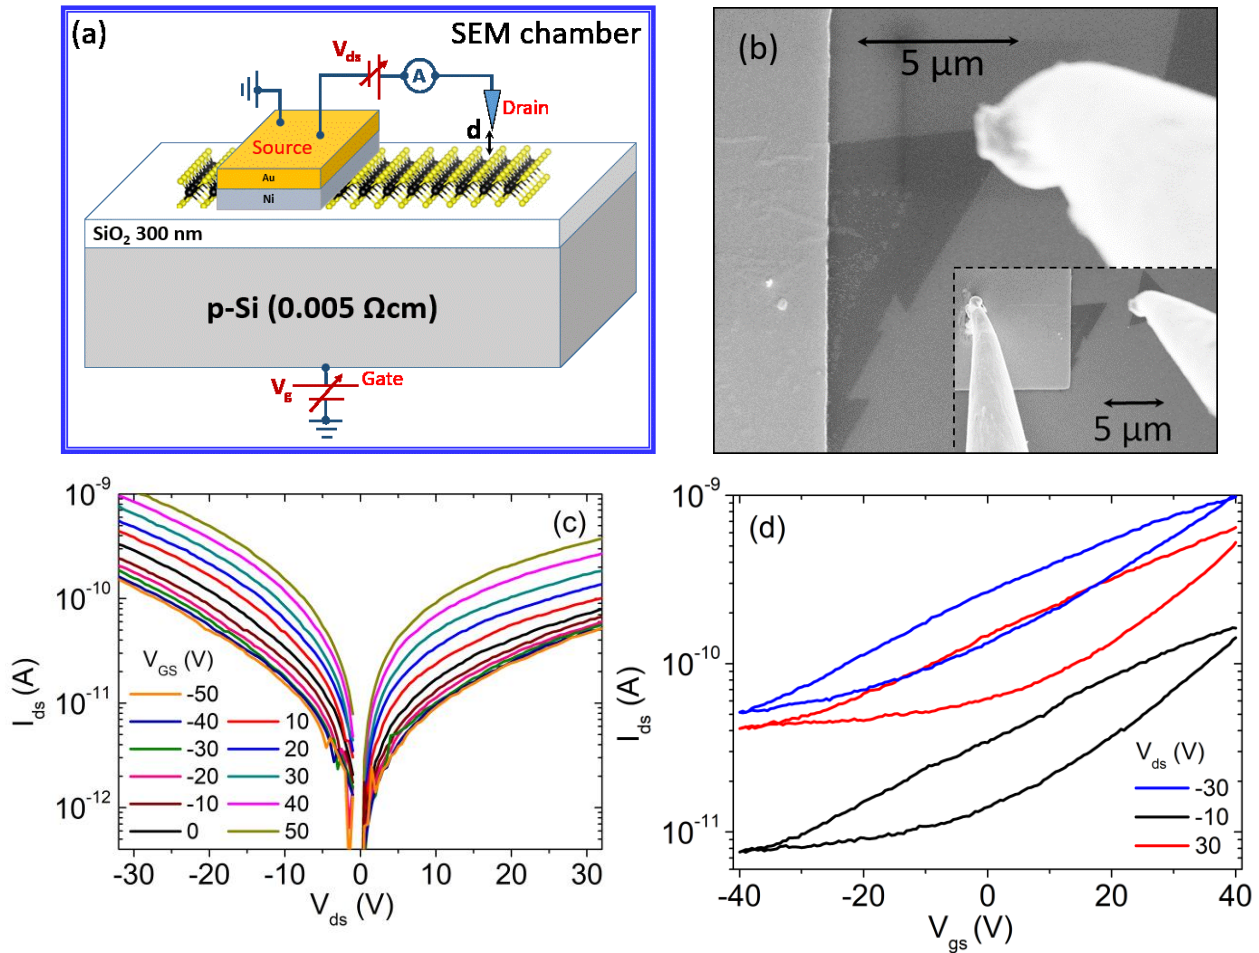 (a)
SEM chamber
V_ds
A
Drain
d
Source
Au
Ni
SiO₂ 300 nm
p-Si (0.005 Ωcm)
V_g
Gate
(b)
5 µm
5 µm
(c)
10⁻⁹
10⁻¹⁰
10⁻¹¹
10⁻¹²
I_ds (A)
V_GS (V)
-50
-40 10
-30 20
-20 30
-10 40
0 50
-30 -20 -10 0 10 20 30
V_ds (V)
(d)
10⁻⁹
10⁻¹⁰
10⁻¹¹
I_ds (A)
V_ds (V)
-30
-10
30
-40 -20 0 20 40
V_gs (V)